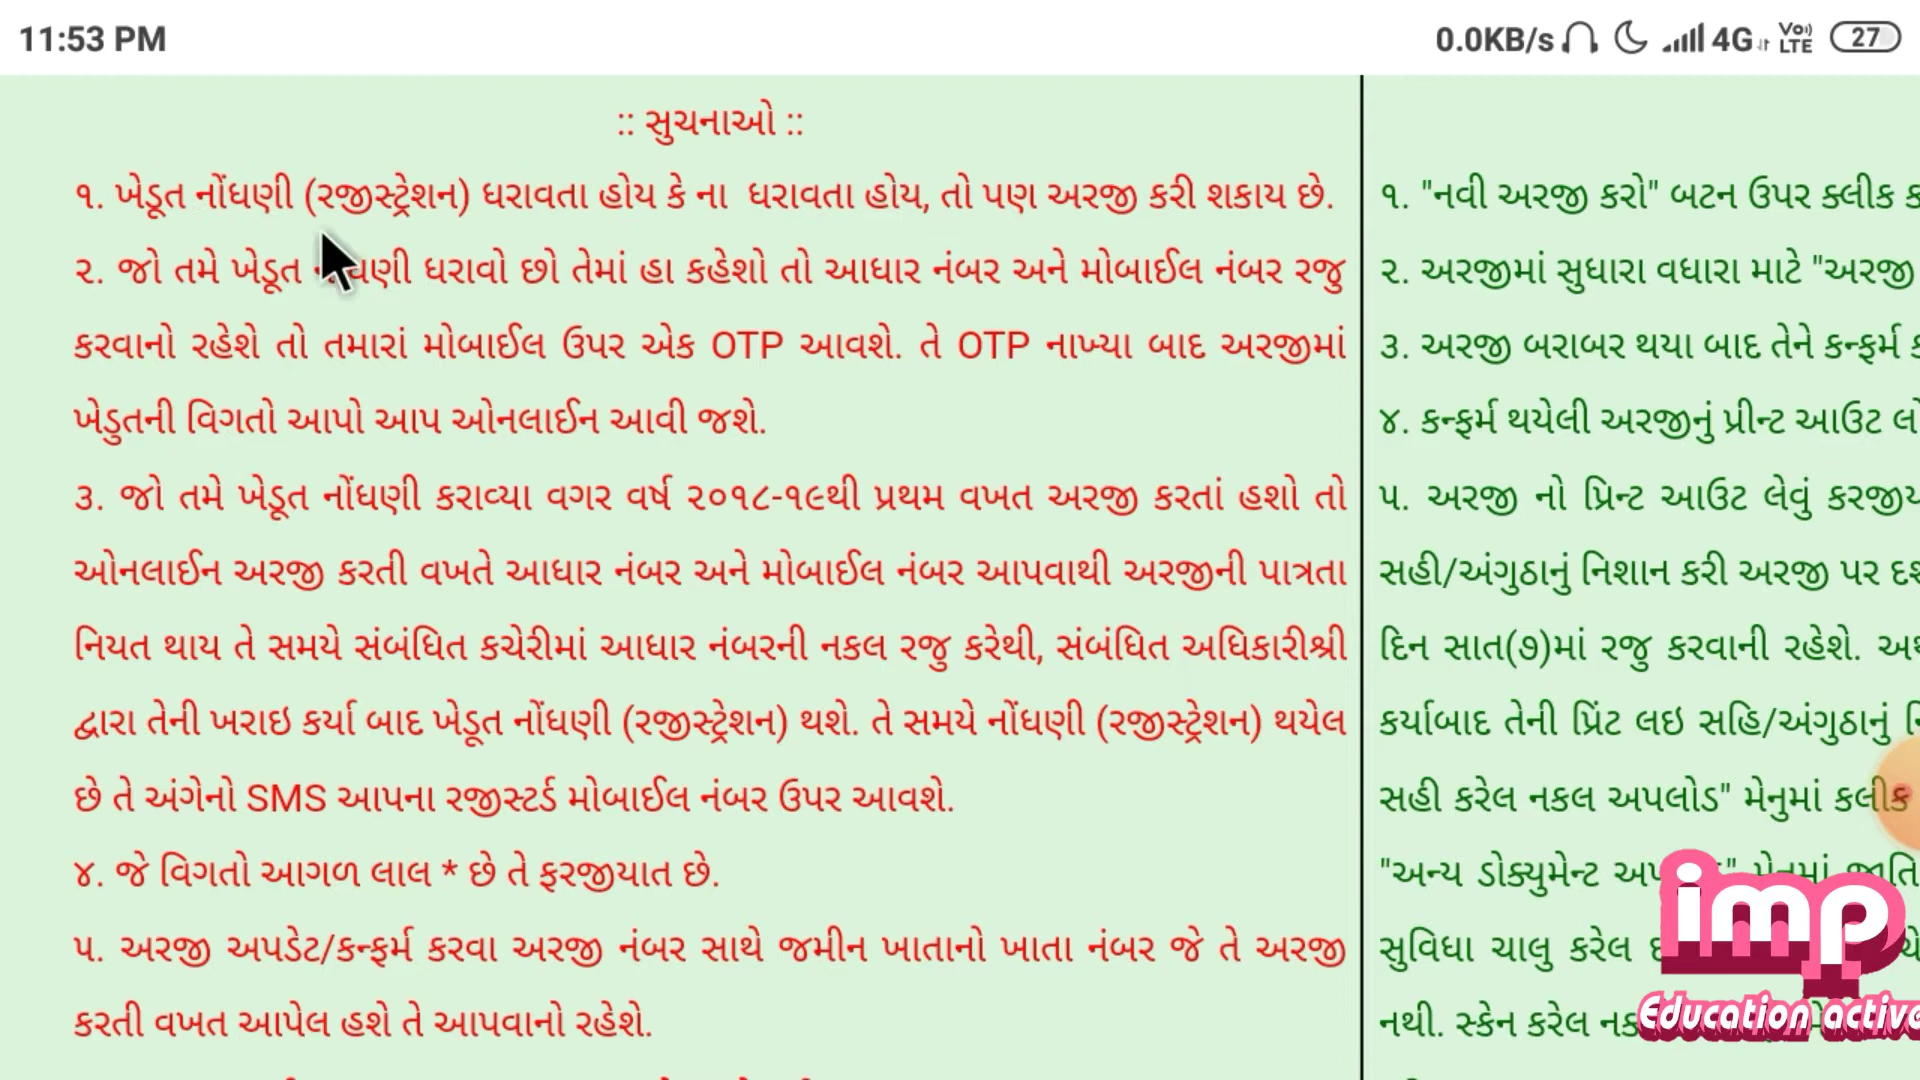 11:53 PM
0.0KB/s 4G VoLTE 27
:: સુચનાઓ ::
૧. ખેડૂત નોંધણી (રજીસ્ટ્રેશન) ધરાવતા હોય કે ના ધરાવતા હોય, તો પણ અરજી કરી શકાય છે.
૨. જો તમે ખેડૂત ધરાવો છો તેમાં હા કહેશો તો આધાર નંબર અને મોબાઈલ નંબર રજુ
કરવાનો રહેશે તો તમારાં મોબાઈલ ઉપર એક OTP આવશે. તે OTP નાખ્યા બાદ અરજીમાં
ખેડુતની વિગતો આપો આપ ઓનલાઈન આવી જશે.
૩. જો તમે ખેડૂત નોંધણી કરાવ્યા વગર વર્ષ ૨૦૧૮-૧૯થી પ્રથમ વખત અરજી કરતાં હશો તો
ઓનલાઈન અરજી કરતી વખતે આધાર નંબર અને મોબાઈલ નંબર આપવાથી અરજીની પાત્રતા
નિયત થાય તે સમયે સંબંધિત કચેરીમાં આધાર નંબરની નકલ રજુ કરેથી, સંબંધિત અધિકારીશ્રી
દ્વારા તેની ખરાઇ કર્યા બાદ ખેડૂત નોંધણી (રજીસ્ટ્રેશન) થશે. તે સમયે નોંધણી (રજીસ્ટ્રેશન) થયેલ
છે તે અંગેનો SMS આપના રજીસ્ટર્ડ મોબાઈલ નંબર ઉપર આવશે.
૪. જે વિગતો આગળ લાલ * છે તે ફરજીયાત છે.
૫. અરજી અપડેટ/કન્ફર્મ કરવા અરજી નંબર સાથે જમીન ખાતાનો ખાતા નંબર જે તે અરજી
કરતી વખત આપેલ હશે તે આપવાનો રહેશે.
૧. "નવી અરજી કરો" બટન ઉપર ક્લીક
૨. અરજીમાં સુધારા વધારા માટે "અરજી
૩. અરજી બરાબર થયા બાદ તેને કન્ફર્મ
૪. કન્ફર્મ થયેલી અરજીનું પ્રીન્ટ આઉટ
૫. અરજી નો પ્રિન્ટ આઉટ લેવું
સહી/અંગુઠાનું નિશાન કરી અરજી પર
દિન સાત(૭)માં રજુ કરવાની રહેશે.
કર્યાબાદ તેની પ્રિંટ લઇ સહિ/અંગુઠાનું
સહી કરેલ નકલ અપલોડ" મેનુમાં કલીક
"અન્ય ડોક્યુમેન્ટ
સુવિધા ચાલુ કરેલ
નથી. સ્કેન કરેલ
imp
Education active